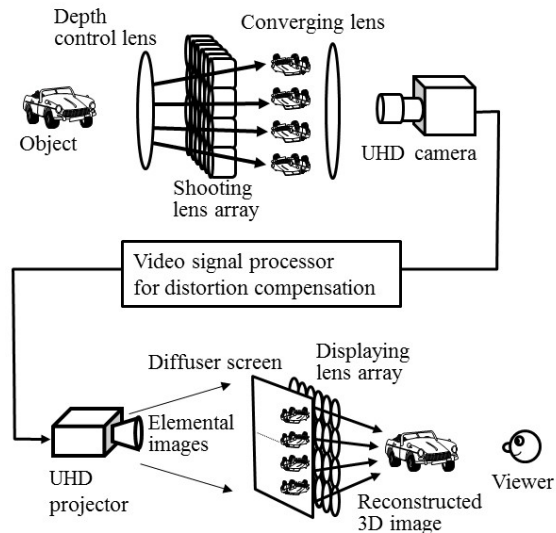 Depth
control lens
Converging lens
Object
Shooting
lens array
UHD camera
Video signal processor
for distortion compensation
Diffuser screen
Displaying
lens array
Elemental
images
UHD
projector
Reconstructed
3D image
Viewer